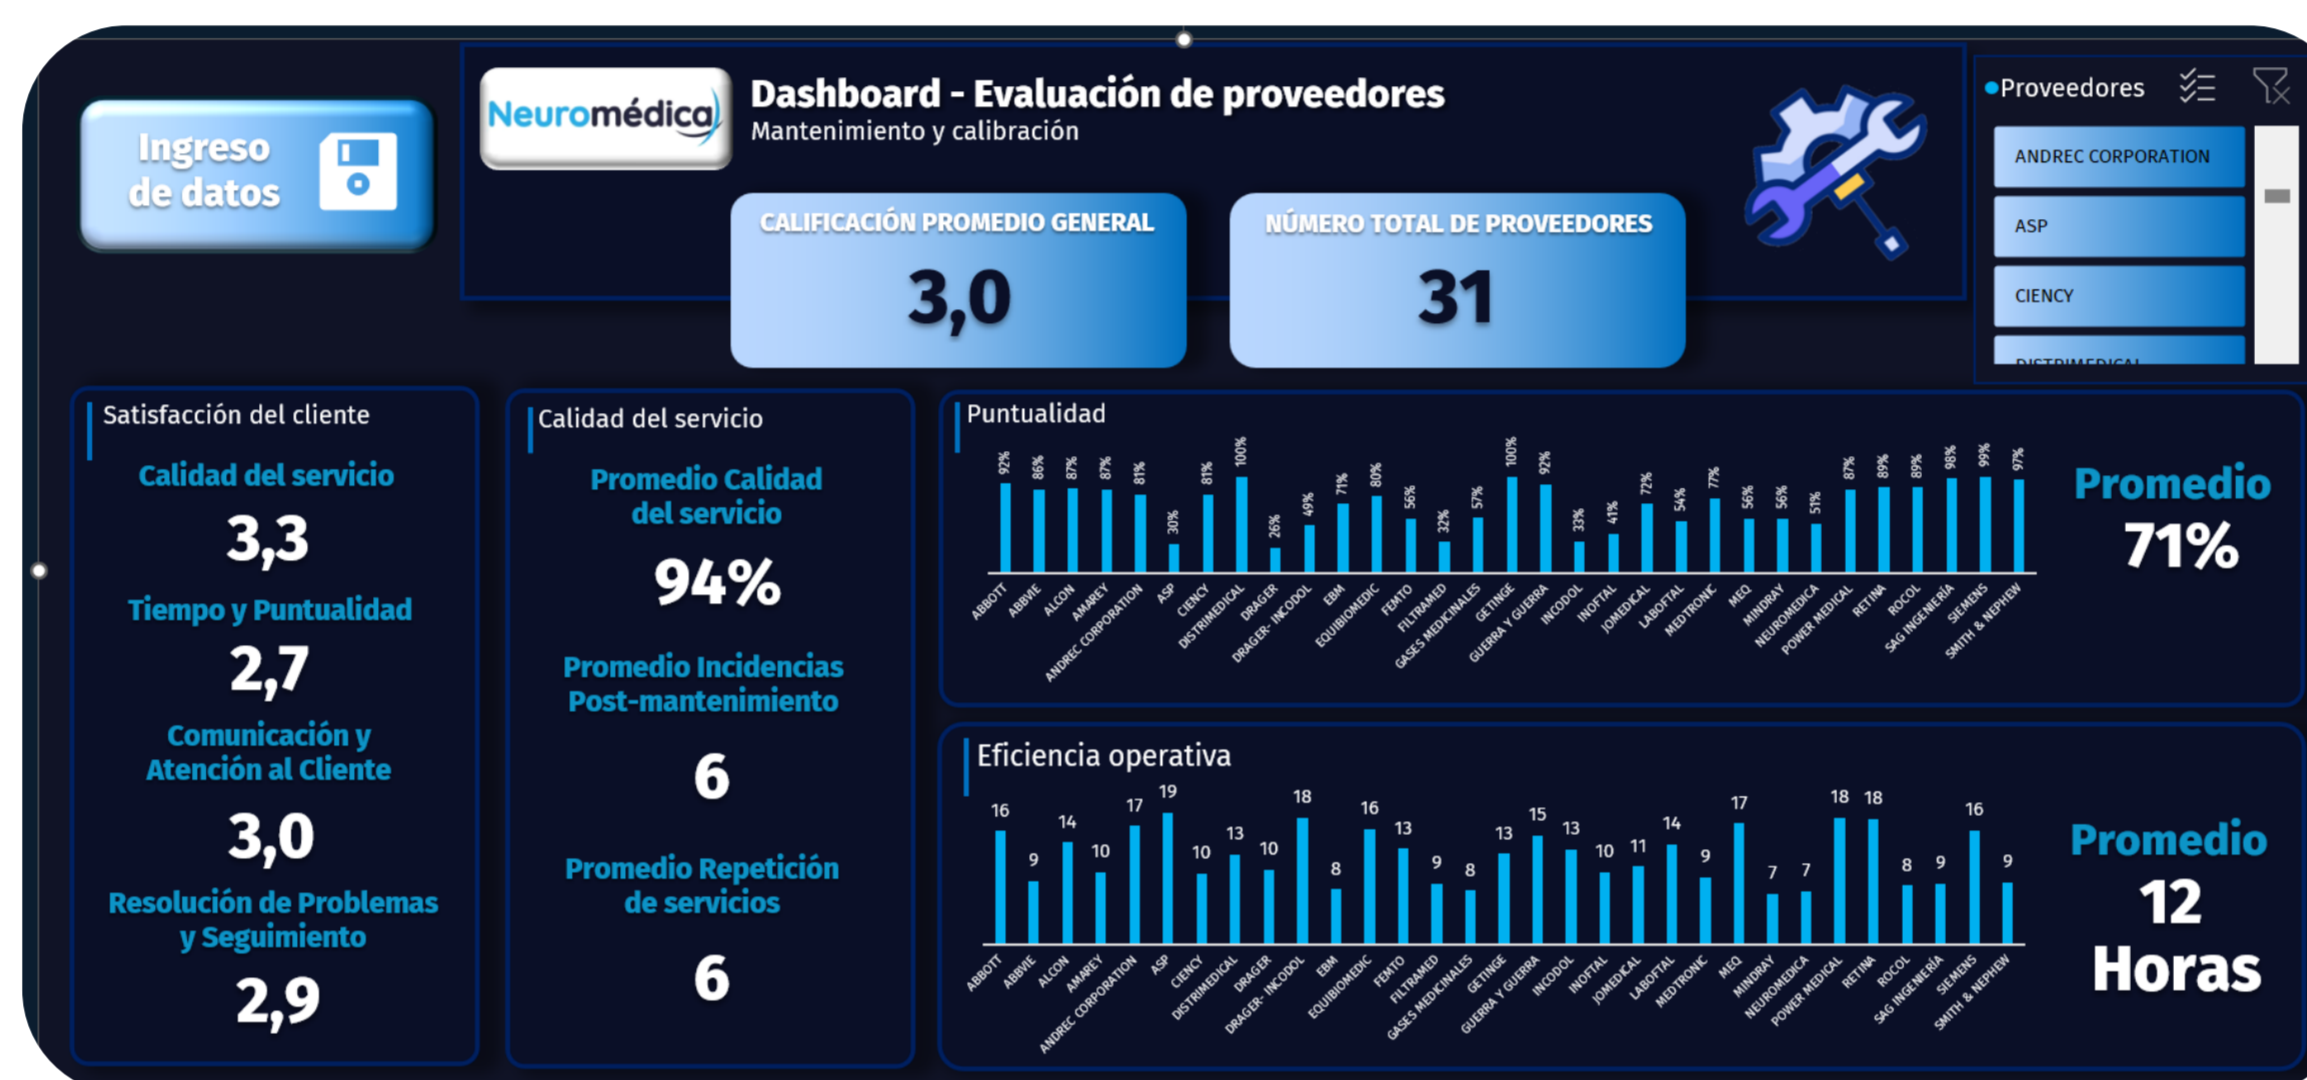 Ingreso
de datos
Neuromédica
Dashboard - Evaluación de proveedores
Mantenimiento y calibración
CALIFICACIÓN PROMEDIO GENERAL
3,0
NÚMERO TOTAL DE PROVEEDORES
31
Proveedores
ANDREC CORPORATION
ASP
CIENCY
DISTRIMEDICAL
Satisfacción del cliente
Calidad del servicio
3,3
Tiempo y Puntualidad
2,7
Comunicación y
Atención al Cliente
3,0
Resolución de Problemas
y Seguimiento
2,9
Calidad del servicio
Promedio Calidad
del servicio
94%
Promedio Incidencias
Post-mantenimiento
6
Promedio Repetición
de servicios
6
Puntualidad
92% 86% 87% 87% 81% 30% 81% 100% 26% 49% 71% 80% 56% 32% 57% 100% 92% 33% 41% 72% 54% 77% 56% 56% 51% 87% 89% 89% 98% 99% 97%
ABBOTT ABBVIE ALCON AMAREY ANDREC CORPORATION ASP CIENCY DISTRIMEDICAL DRAGER DRAGER- INCODOL EBM EQUIBIOMEDIC FEMTO FILTRAMED GASES MEDICINALES GETINGE GUERRA Y GUERRA INCODOL INOFTAL JOMEDICAL LABOFTAL MEDTRONIC MEQ MINDRAY NEUROMEDICA POWER MEDICAL RETINA ROCOL SAG INGENIERÍA SIEMENS SMITH & NEPHEW
Promedio
71%
Eficiencia operativa
16 9 14 10 17 19 10 13 10 18 8 16 13 9 8 13 15 13 10 11 14 9 17 7 7 18 18 8 9 16 9
ABBOTT ABBVIE ALCON AMAREY ANDREC CORPORATION ASP CIENCY DISTRIMEDICAL DRAGER DRAGER- INCODOL EBM EQUIBIOMEDIC FEMTO FILTRAMED GASES MEDICINALES GETINGE GUERRA Y GUERRA INCODOL INOFTAL JOMEDICAL LABOFTAL MEDTRONIC MEQ MINDRAY NEUROMEDICA POWER MEDICAL RETINA ROCOL SAG INGENIERÍA SIEMENS SMITH & NEPHEW
Promedio
12
Horas